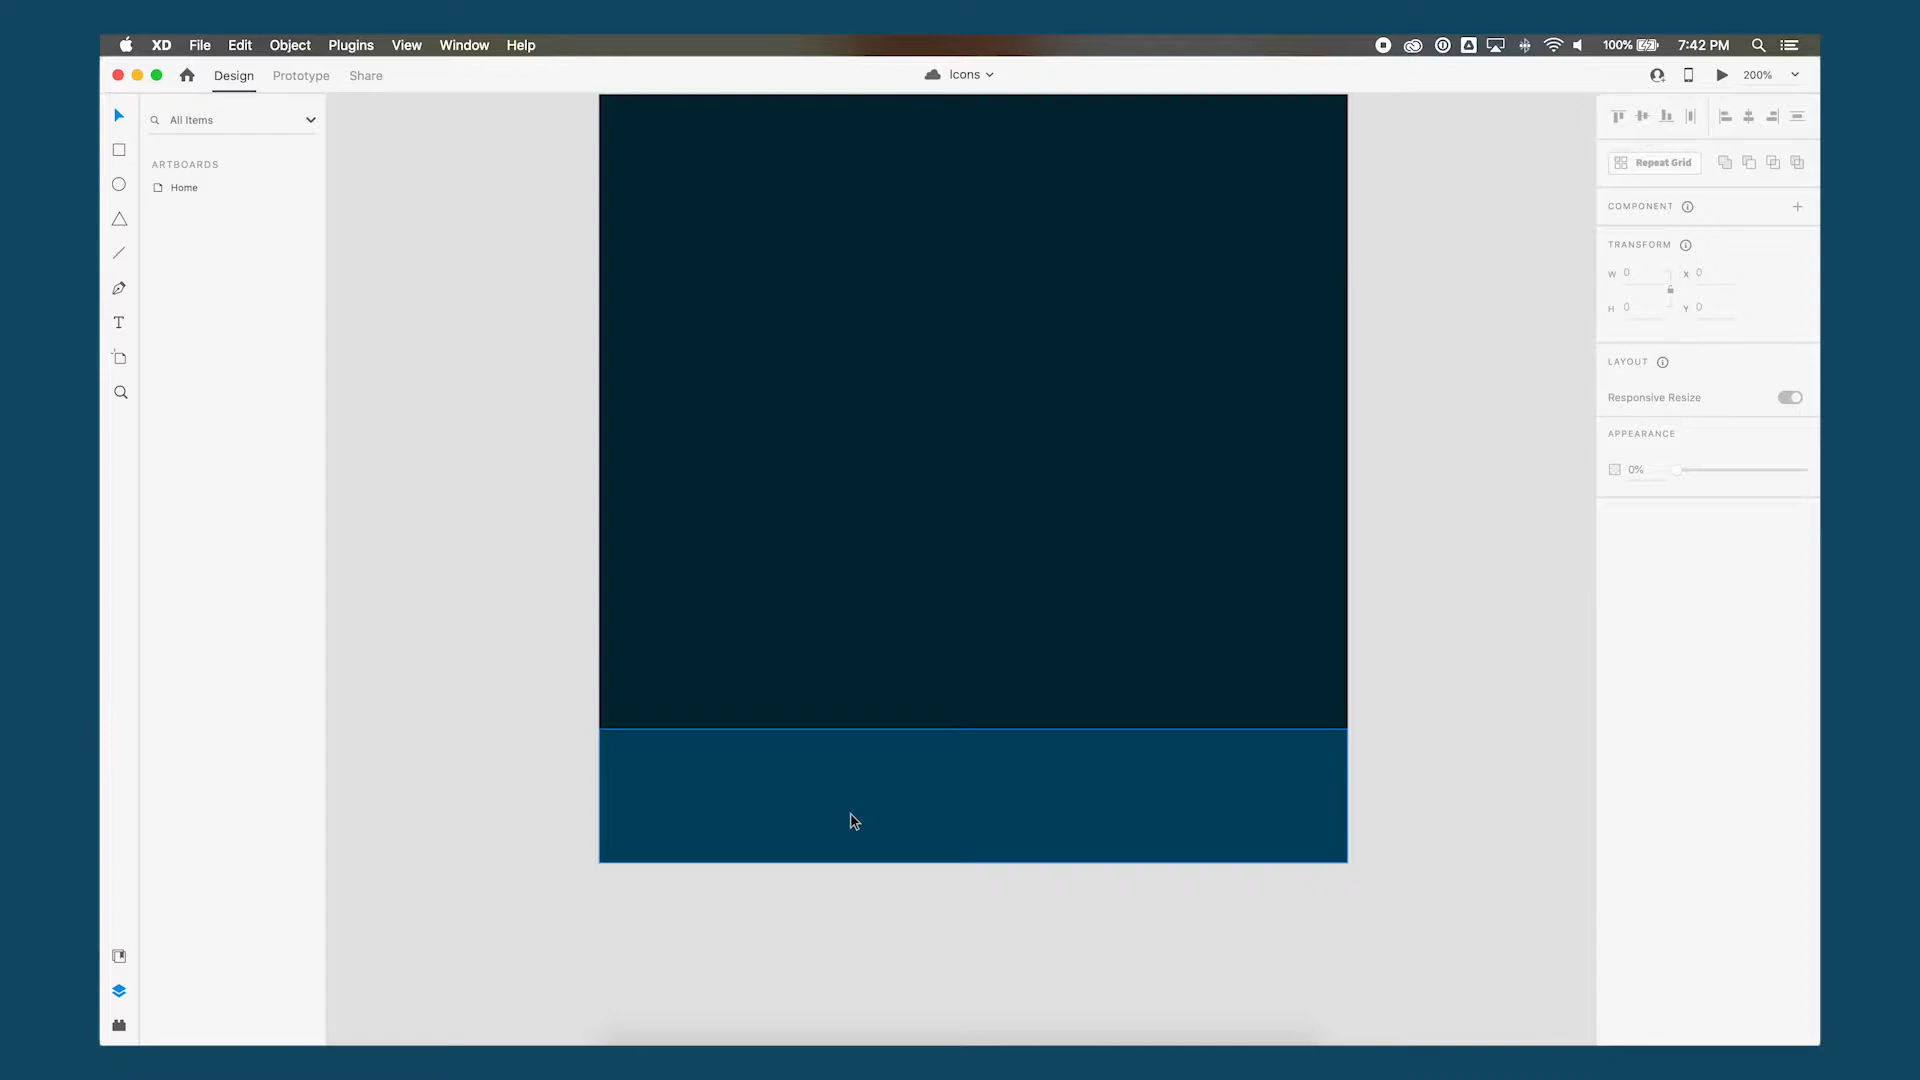 XD File Edit Object Plugins View Window Help 100% 7:42 PM
Design Prototype Share Icons 200%
All Items
ARTBOARDS
Home
Repeat Grid
COMPONENT
TRANSFORM
W 0 X 0
H 0 Y 0
LAYOUT
Responsive Resize
APPEARANCE
0%